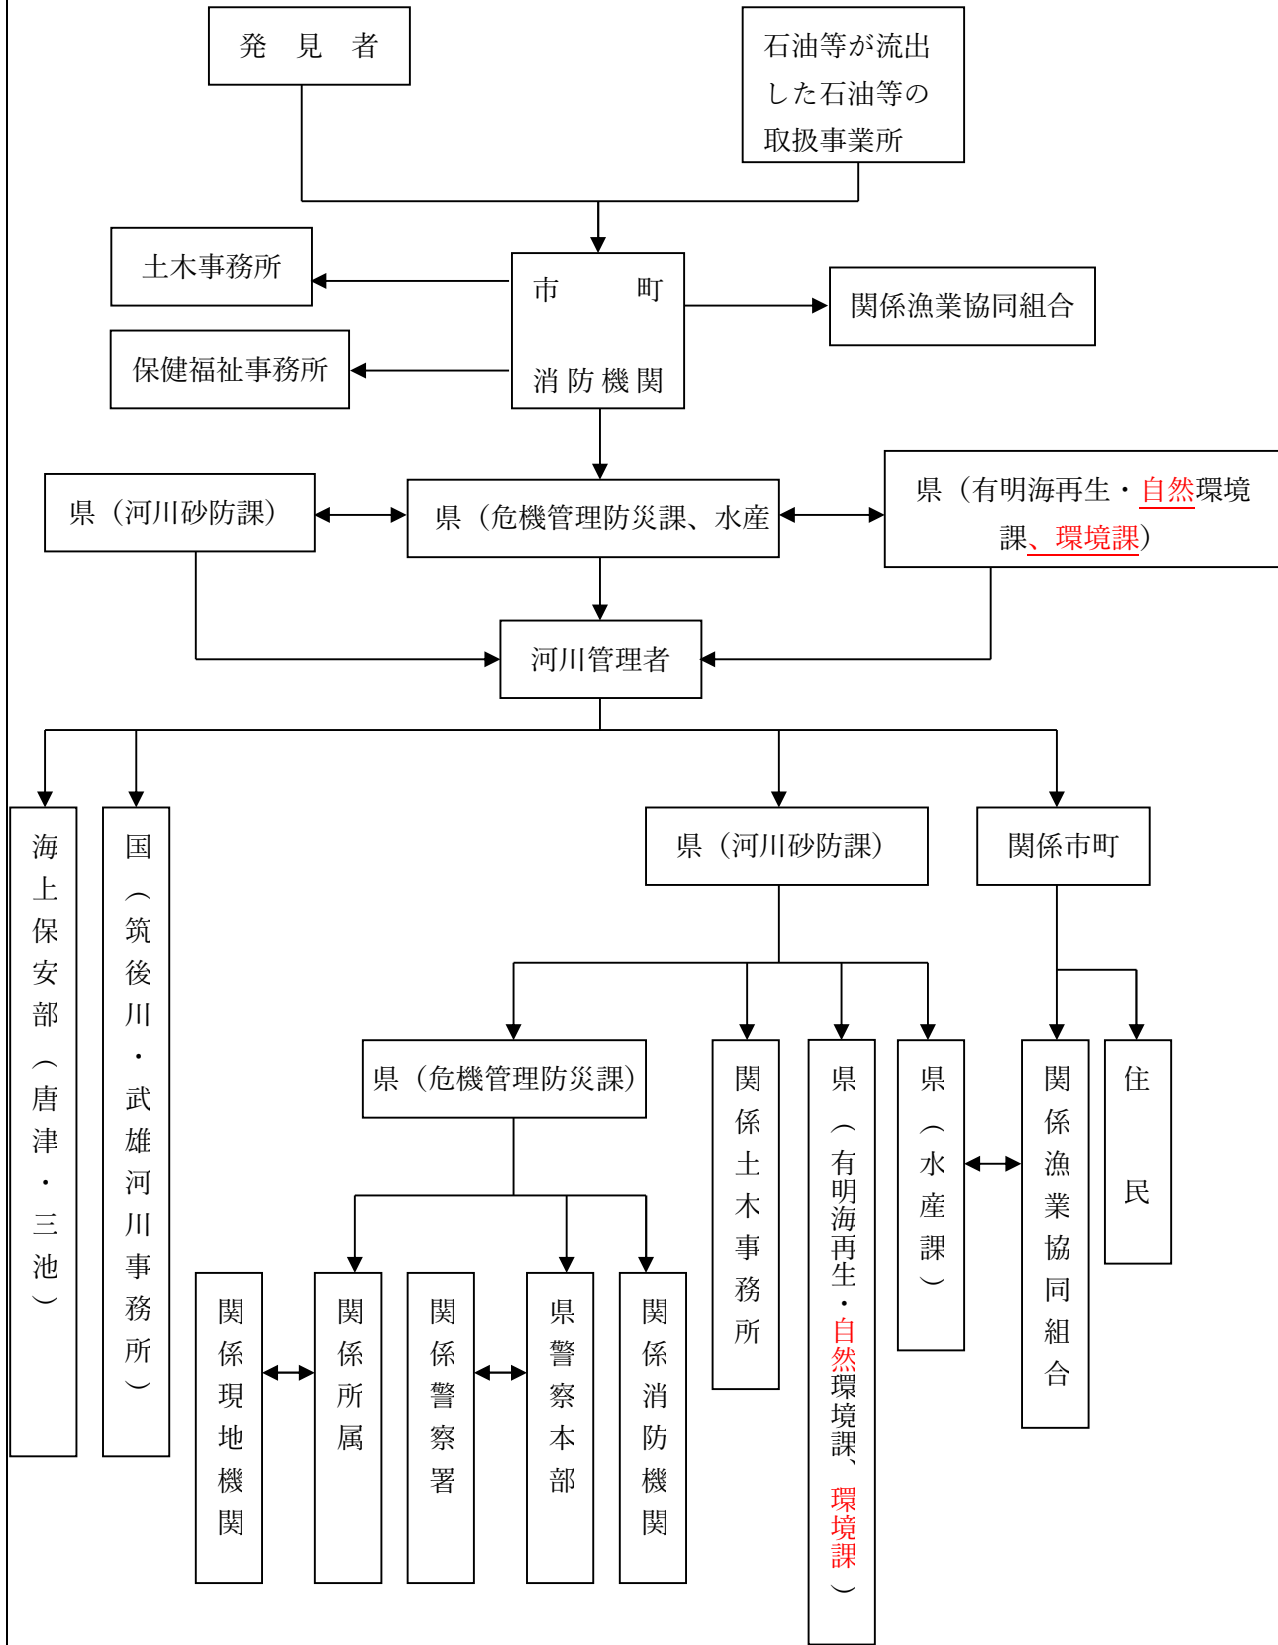 発　見　者
石油等が流出
した石油等の
取扱事業所
土木事務所
市　　　町
関係漁業協同組合
保健福祉事務所
消防機関
県（河川砂防課）
県（危機管理防災課、水産
県（有明海再生・自然環境
課、環境課）
河川管理者
海上保安部（唐津・三池）
国（筑後川・武雄河川事務所）
県（河川砂防課）
関係市町
県（危機管理防災課）
関係土木事務所
県（有明海再生・自然環境課、環境課）
県（水産課）
関係漁業協同組合
住　民
関係現地機関
関係所属
関係警察署
県警察本部
関係消防機関